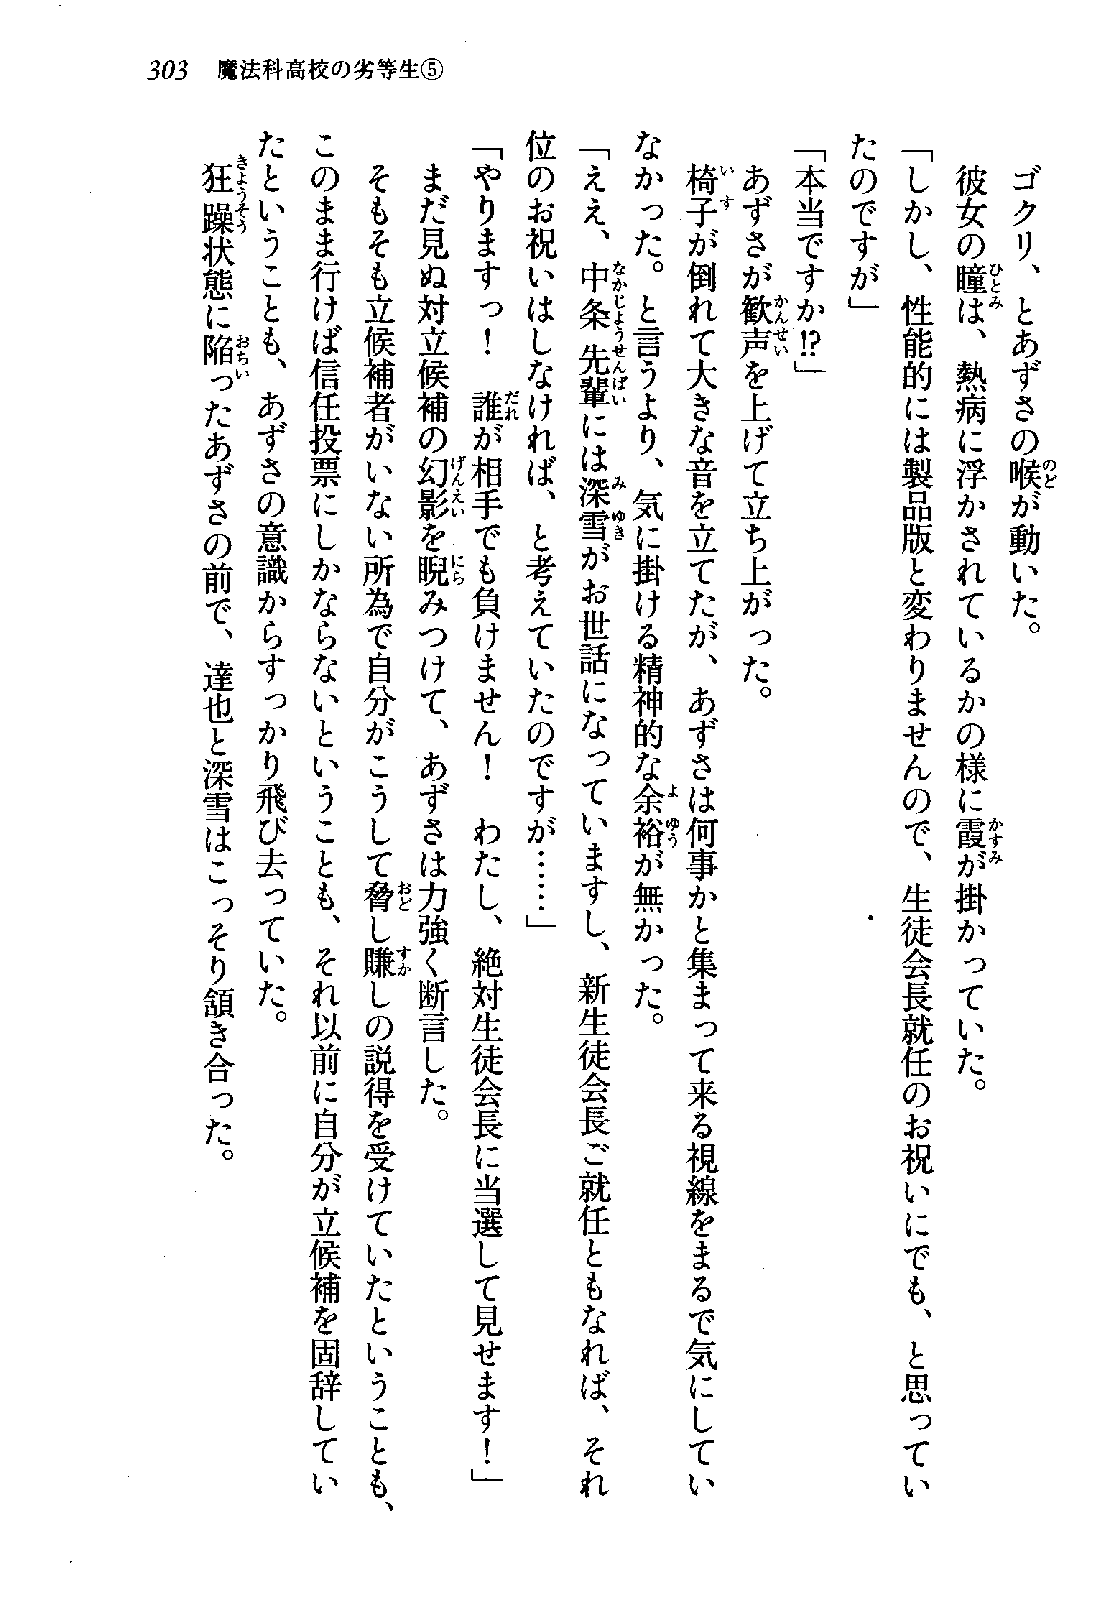 303 魔法科高校の劣等生⑤
ゴクリ、とあずさの喉が動いた。
彼女の瞳は、熱病に浮かされているかの様に霞が掛かっていた。
「しかし、性能的には製品版と変わりませんので、生徒会長就任のお祝いにでも、と思ってい
たのですが」
「本当ですか!?」
あずさが歓声を上げて立ち上がった。
椅子が倒れて大きな音を立てたが、あずさは何事かと集まって来る視線をまるで気にしてい
なかった。と言うより、気に掛ける精神的な余裕が無かった。
「ええ、中条先輩には深雪がお世話になっていますし、新生徒会長ご就任ともなれば、それ
位のお祝いはしなければ、と考えていたのですが……」
「やりますっ！　誰が相手でも負けません！　わたし、絶対生徒会長に当選して見せます！」
まだ見ぬ対立候補の幻影を睨みつけて、あずさは力強く断言した。
そもそも立候補者がいない所為で自分がこうして脅し賺しの説得を受けていたということも、
このまま行けば信任投票にしかならないということも、それ以前に自分が立候補を固辞してい
たということも、あずさの意識からすっかり飛び去っていた。
狂躁状態に陥ったあずさの前で、達也と深雪はこっそり頷き合った。